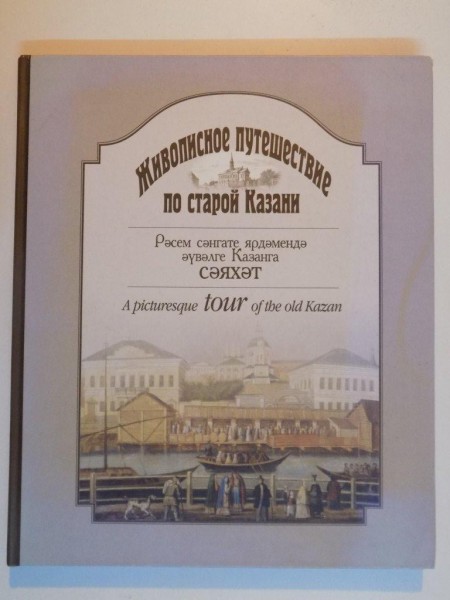 Живописное путешествие
по старой Казани
Рәсем сәнгате ярдәмендә
әүвәлге Казанга
СӘЯХӘТ
A picturesque tour of the old Kazan